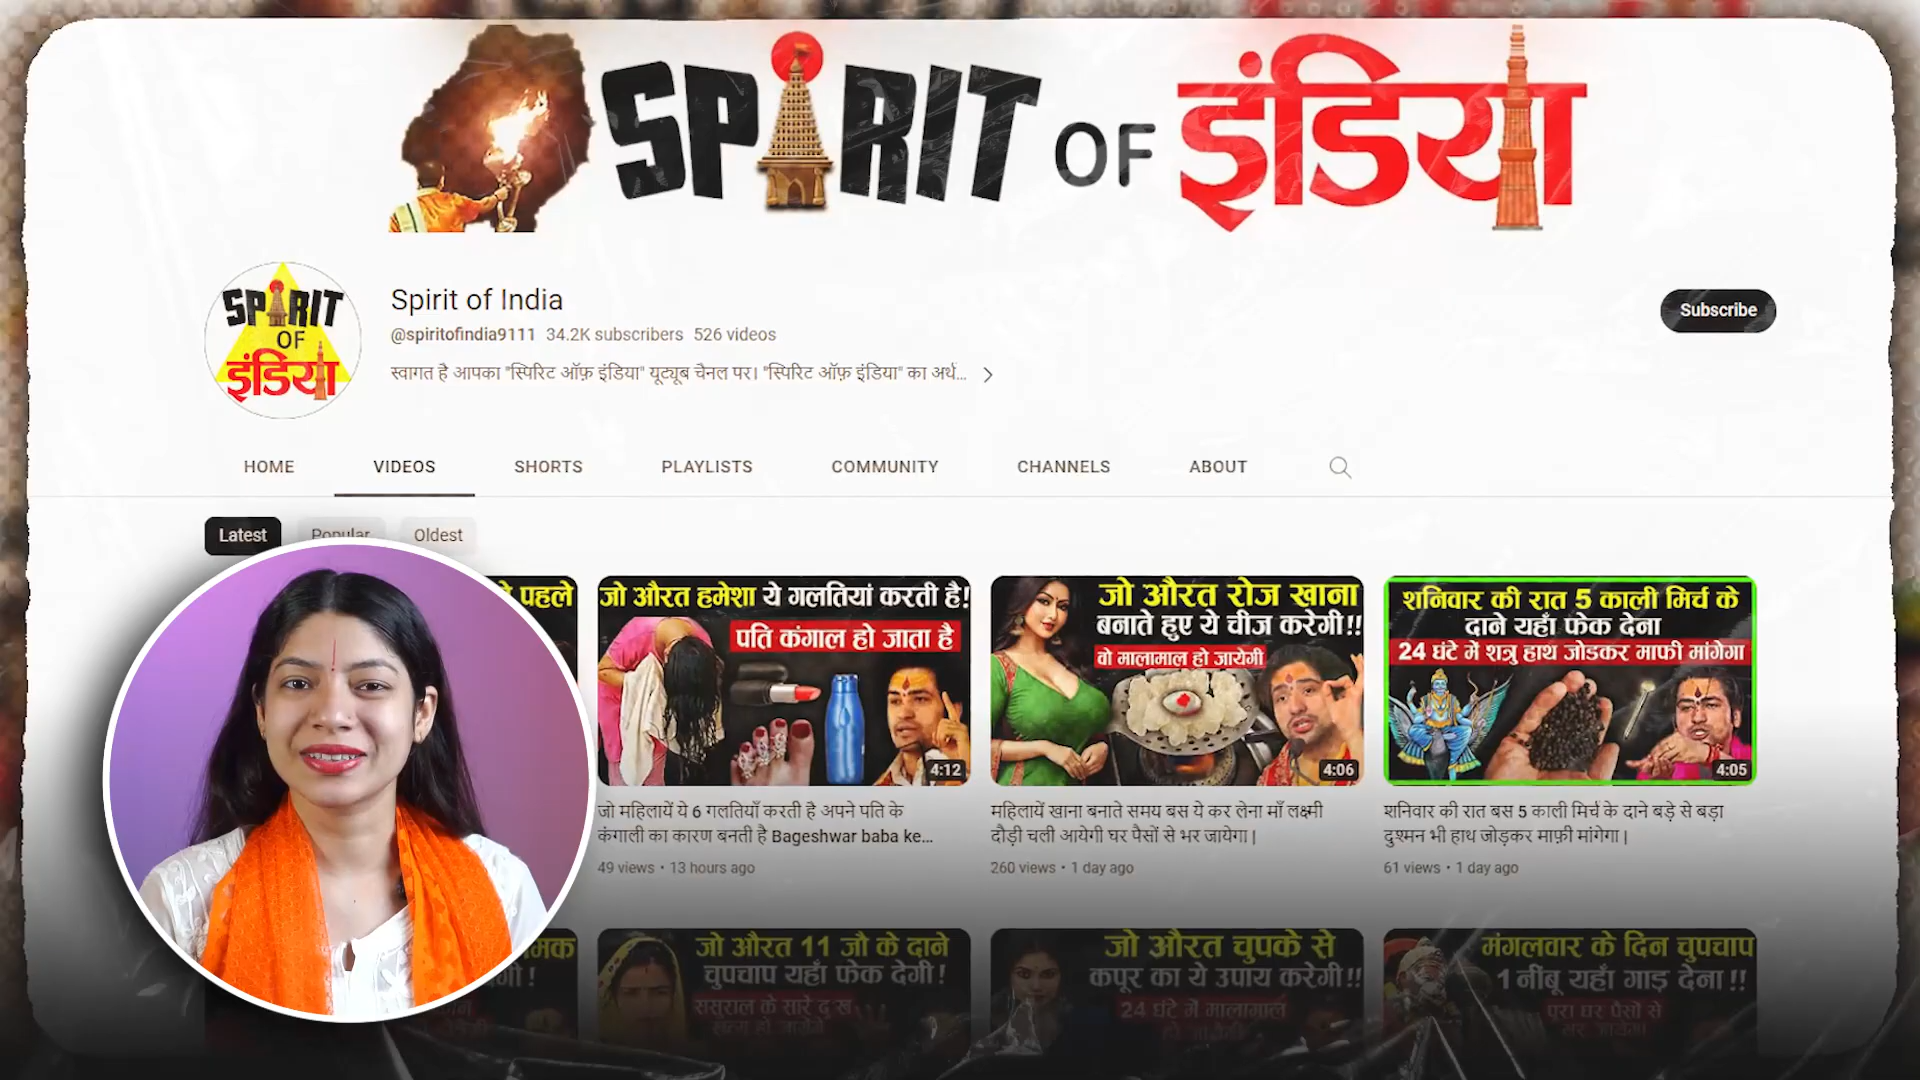 SPIRIT OF इंडिया
SPIRIT
OF
इंडिया
Spirit of India
@spiritofindia9111 34.2K subscribers 526 videos
स्वागत है आपका "स्पिरिट ऑफ़ इंडिया" यूट्यूब चैनल पर। "स्पिरिट ऑफ़ इंडिया" का अर्थ...
Subscribe
HOME VIDEOS SHORTS PLAYLISTS COMMUNITY CHANNELS ABOUT
Latest Popular Oldest
पहले
जो औरत हमेशा ये गलतियां करती है!
पति कंगाल हो जाता है
4:12
जो महिलायें ये 6 गलतियाँ करती है अपने पति के
कंगाली का कारण बनती है Bageshwar baba ke...
49 views • 13 hours ago
जो औरत रोज खाना
बनाते हुए ये चीज करेगी!!
वो मालामाल हो जायेगी
4:06
महिलायें खाना बनाते समय बस ये कर लेना माँ लक्ष्मी
दौड़ी चली आयेगी घर पैसों से भर जायेगा |
260 views • 1 day ago
शनिवार की रात 5 काली मिर्च के
दाने यहाँ फेंक देना
24 घंटे में शत्रु हाथ जोडकर माफी मांगेगा
4:05
शनिवार की रात बस 5 काली मिर्च के दाने बड़े से बड़ा
दुश्मन भी हाथ जोड़कर माफ़ी मांगेगा |
61 views • 1 day ago
जो औरत 11 जौ के दाने
चुपचाप यहाँ फेंक देगी!
ससुराल के सारे दुःख
खत्म हो जायेंगे
जो औरत चुपके से
कपूर का ये उपाय करेगी!!
24 घंटे में मालामाल
हो जायेगी
मंगलवार के दिन चुपचाप
1 नींबू यहाँ गाड़ देना !!
पूरा घर पैसों से
भर जायेगा